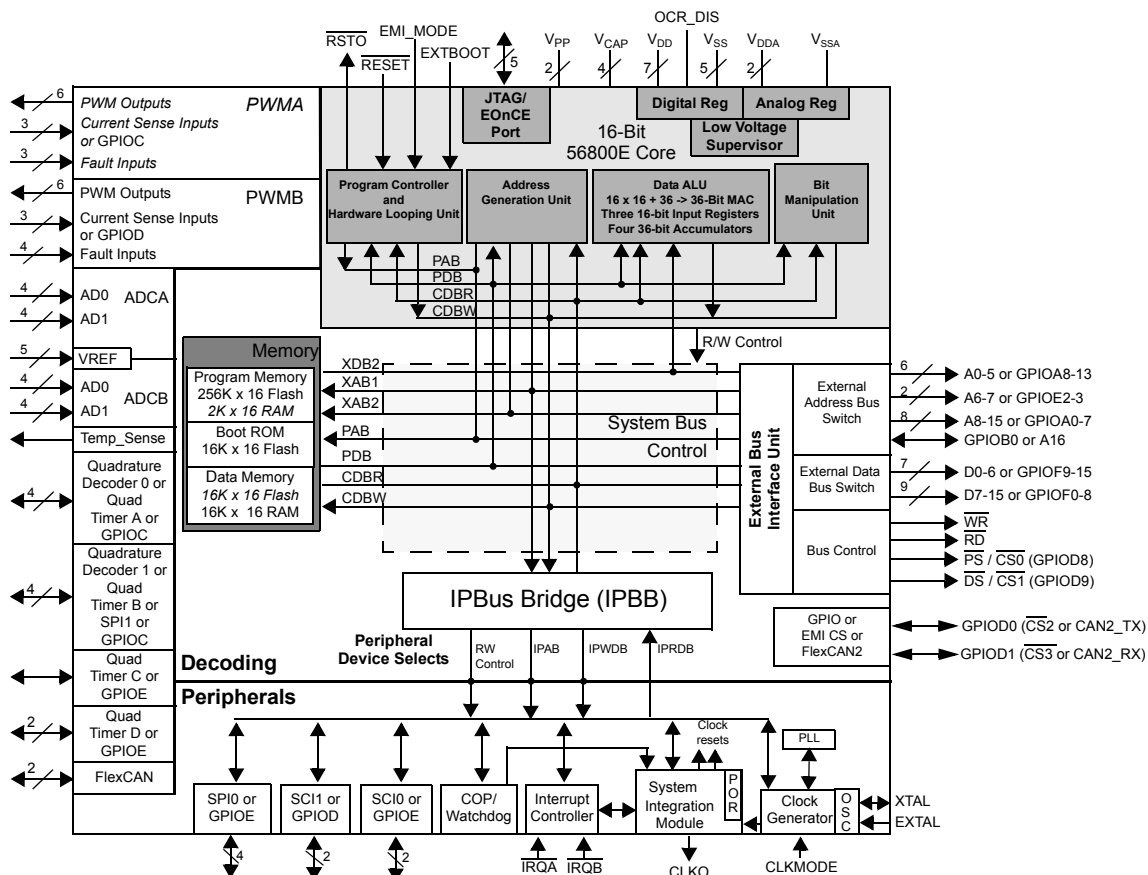 OCR_DIS
EMI_MODE
RSTO
RESET
EXTBOOT
5
VPP
2
VCAP
4
VDD
7
VSS
5
VDDA
2
VSSA
6
PWM Outputs
PWMA
3
Current Sense Inputs
or GPIOC
3
Fault Inputs
6
PWM Outputs
PWMB
3
Current Sense Inputs
or GPIOD
4
Fault Inputs
JTAG/
EOnCE
Port
Digital Reg
Analog Reg
Low Voltage
Supervisor
16-Bit
56800E Core
Program Controller
and
Hardware Looping Unit
Address
Generation Unit
Data ALU
16 x 16 + 36 -> 36-Bit MAC
Three 16-bit Input Registers
Four 36-bit Accumulators
Bit
Manipulation
Unit
PAB
PDB
CDBR
CDBW
4
AD0
ADCA
4
AD1
5
VREF
4
AD0
ADCB
4
AD1
Temp_Sense
4
Quadrature
Decoder 0 or
Quad
Timer A or
GPIOC
4
Quadrature
Decoder 1 or
Quad
Timer B or
SPI1 or
GPIOC
Quad
Timer C or
GPIOE
2
Quad
Timer D or
GPIOE
2
FlexCAN
Memory
Program Memory
256K x 16 Flash
2K x 16 RAM
Boot ROM
16K x 16 Flash
Data Memory
16K x 16 Flash
16K x 16 RAM
XDB2
XAB1
XAB2
PAB
PDB
CDBR
CDBW
R/W Control
System Bus
Control
External Bus
Interface Unit
External
Address Bus
Switch
External Data
Bus Switch
Bus Control
6
A0-5 or GPIOA8-13
2
A6-7 or GPIOE2-3
8
A8-15 or GPIOA0-7
GPIOB0 or A16
7
D0-6 or GPIOF9-15
9
D7-15 or GPIOF0-8
WR
RD
PS / CS0 (GPIOD8)
DS / CS1 (GPIOD9)
GPIO or
EMI CS or
FlexCAN2
GPIOD0 (CS2 or CAN2_TX)
GPIOD1 (CS3 or CAN2_RX)
IPBus Bridge (IPBB)
Peripheral
Device Selects
RW
Control
IPAB
IPWDB
IPRDB
Decoding
Peripherals
Clock
resets
PLL
SPI0 or
GPIOE
SCI1 or
GPIOD
SCI0 or
GPIOE
COP/
Watchdog
Interrupt
Controller
System
Integration
Module
POR
Clock
Generator
OSC
XTAL
EXTAL
4
2
2
IRQA
IRQB
CLKO
CLKMODE